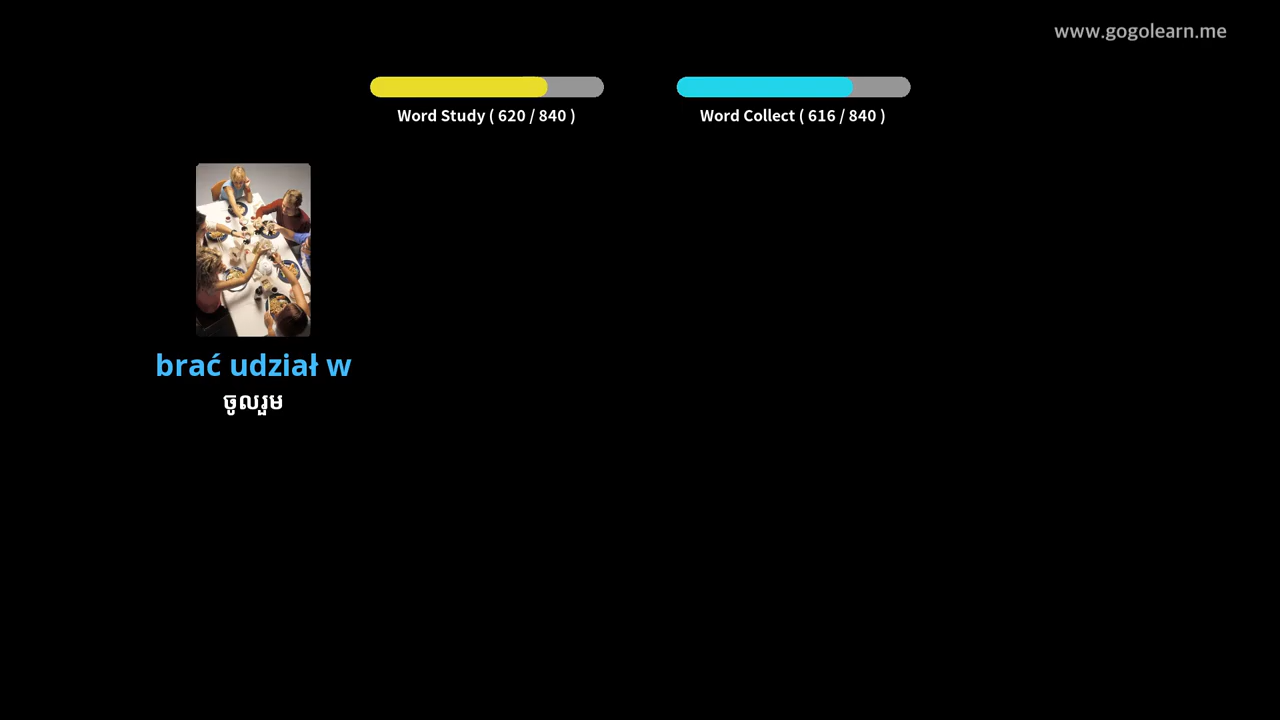 www.gogolearn.me
Word Study ( 620 / 840 )
Word Collect ( 616 / 840 )
brać udział w
ចូលរួម